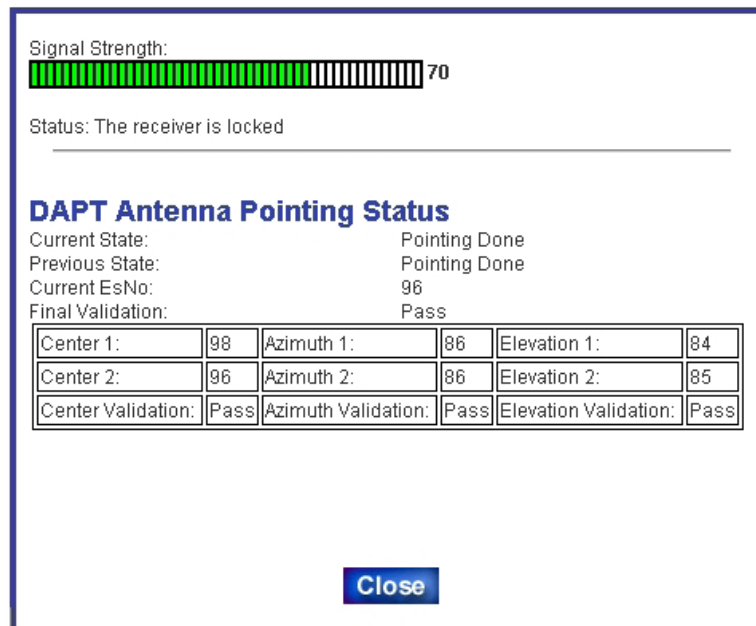 Signal Strength:
70
Status: The receiver is locked
DAPT Antenna Pointing Status
Current State: Pointing Done
Previous State: Pointing Done
Current EsNo: 96
Final Validation: Pass
Center 1: 98 Azimuth 1: 86 Elevation 1: 84
Center 2: 96 Azimuth 2: 86 Elevation 2: 85
Center Validation: Pass Azimuth Validation: Pass Elevation Validation: Pass
Close